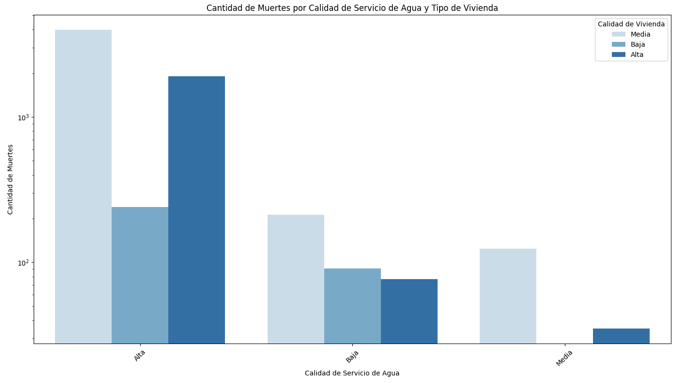 Cantidad de Muertes por Calidad de Servicio de Agua y Tipo de Vivienda
Calidad de Vivienda
Media
Baja
Alta
Cantidad de Muertes
10³
10²
Alta
Baja
Media
Calidad de Servicio de Agua